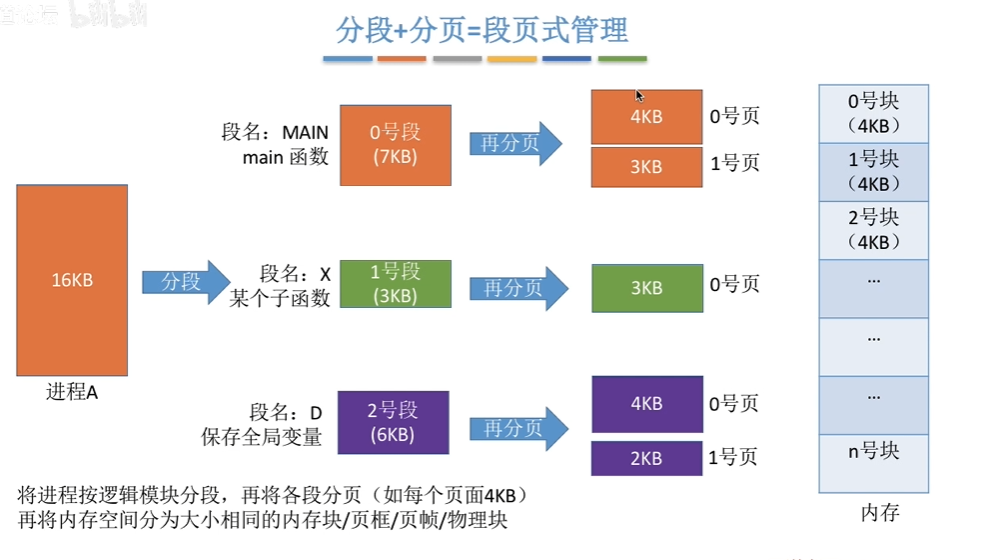 bilibili
分段+分页=段页式管理
段名：MAIN
main 函数
0号段
(7KB)
再分页
4KB
0号页
3KB
1号页
16KB
进程A
分段
段名：X
某个子函数
1号段
(3KB)
再分页
3KB
0号页
段名：D
保存全局变量
2号段
(6KB)
再分页
4KB
0号页
2KB
1号页
0号块
（4KB）
1号块
（4KB）
2号块
（4KB）
...
...
...
n号块
内存
将进程按逻辑模块分段，再将各段分页（如每个页面4KB）
再将内存空间分为大小相同的内存块/页框/页帧/物理块